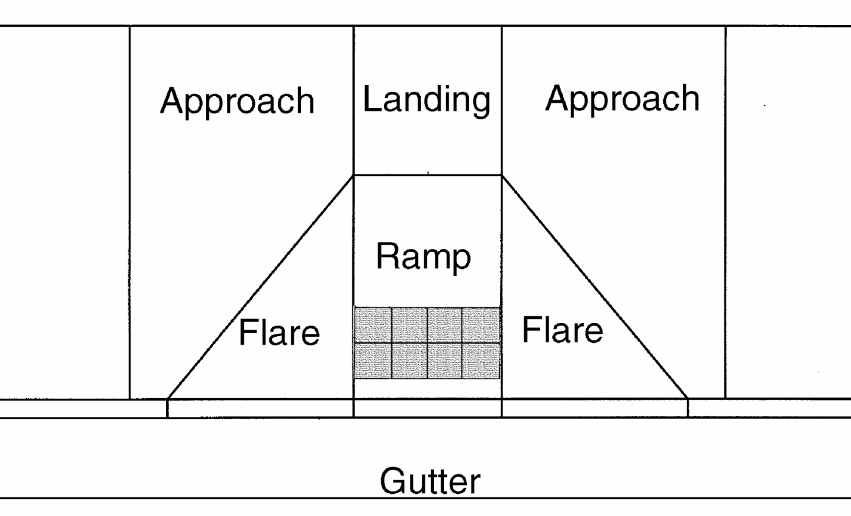 Approach
Landing
Approach
Ramp
Flare
Flare
Gutter